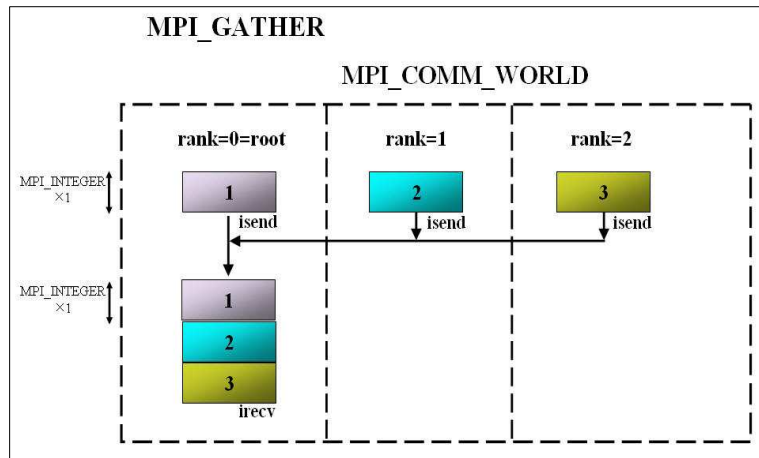 MPI_GATHER
MPI_COMM_WORLD
rank=0=root
rank=1
rank=2
MPI_INTEGER
×1
1
2
3
isend
isend
isend
MPI_INTEGER
×1
1
2
3
irecv